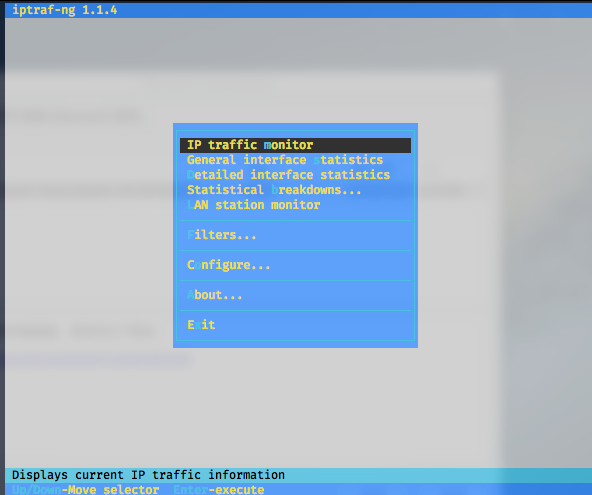 iptraf-ng 1.1.4
IP traffic monitor
General interface statistics
Detailed interface statistics
Statistical breakdowns...
LAN station monitor
Filters...
Configure...
About...
Exit
Displays current IP traffic information
Up/Down-Move selector  Enter-execute